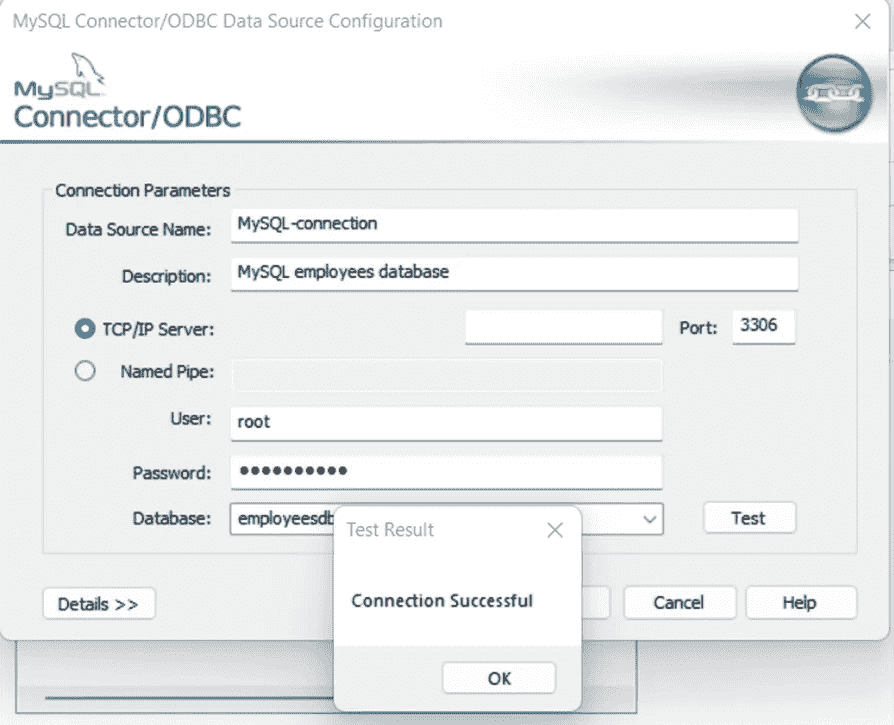 MySQL Connector/ODBC Data Source Configuration
MySQL
Connector/ODBC
Connection Parameters
Data Source Name: MySQL-connection
Description: MySQL employees database
TCP/IP Server: Port: 3306
Named Pipe:
User: root
Password: ••••••••••
Database: employeesdb Test
Test Result
Connection Successful
Details >> Cancel Help
OK